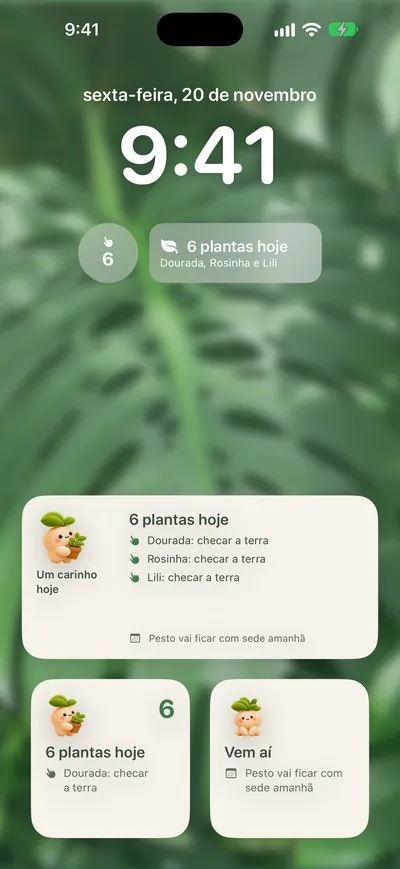 9:41
sexta-feira, 20 de novembro
9:41
6
6 plantas hoje
Dourada, Rosinha e Lili
6 plantas hoje
Dourada: checar a terra
Rosinha: checar a terra
Lili: checar a terra
Um carinho
hoje
Pesto vai ficar com sede amanhã
6
6 plantas hoje
Dourada: checar
a terra
Vem aí
Pesto vai ficar com
sede amanhã